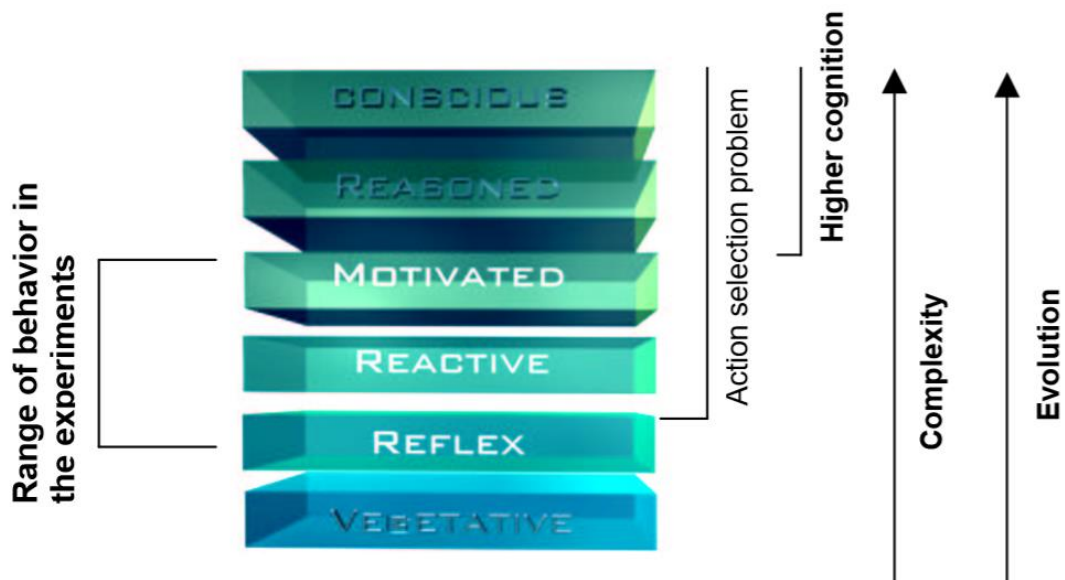 CONSCIOUS
REASONED
MOTIVATED
REACTIVE
REFLEX
VEGETATIVE
Range of behavior in
the experiments
Action selection problem
Higher cognition
Complexity
Evolution